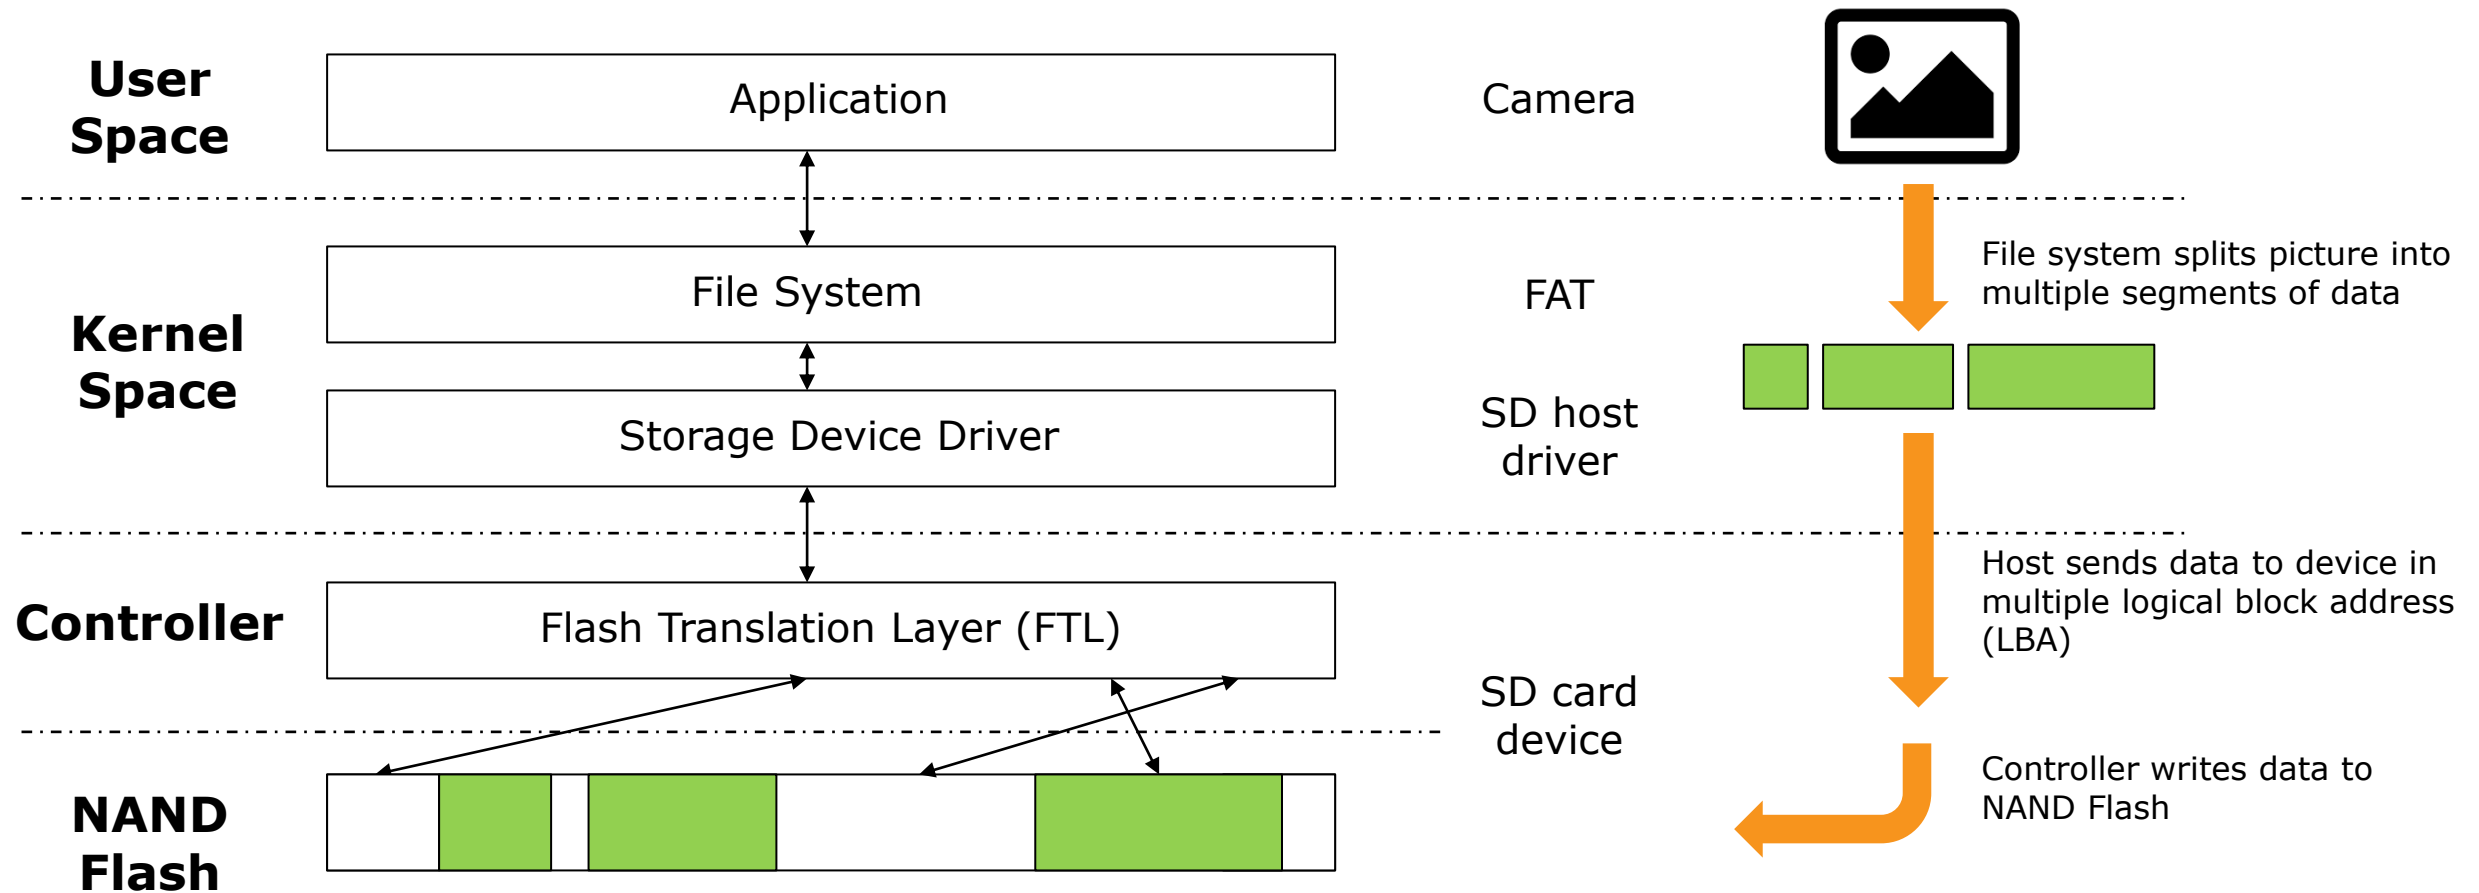 User
Space
Application
Camera
File system splits picture into
multiple segments of data
Kernel
Space
File System
FAT
Storage Device Driver
SD host
driver
Controller
Flash Translation Layer (FTL)
Host sends data to device in
multiple logical block address
(LBA)
SD card
device
NAND
Flash
Controller writes data to
NAND Flash